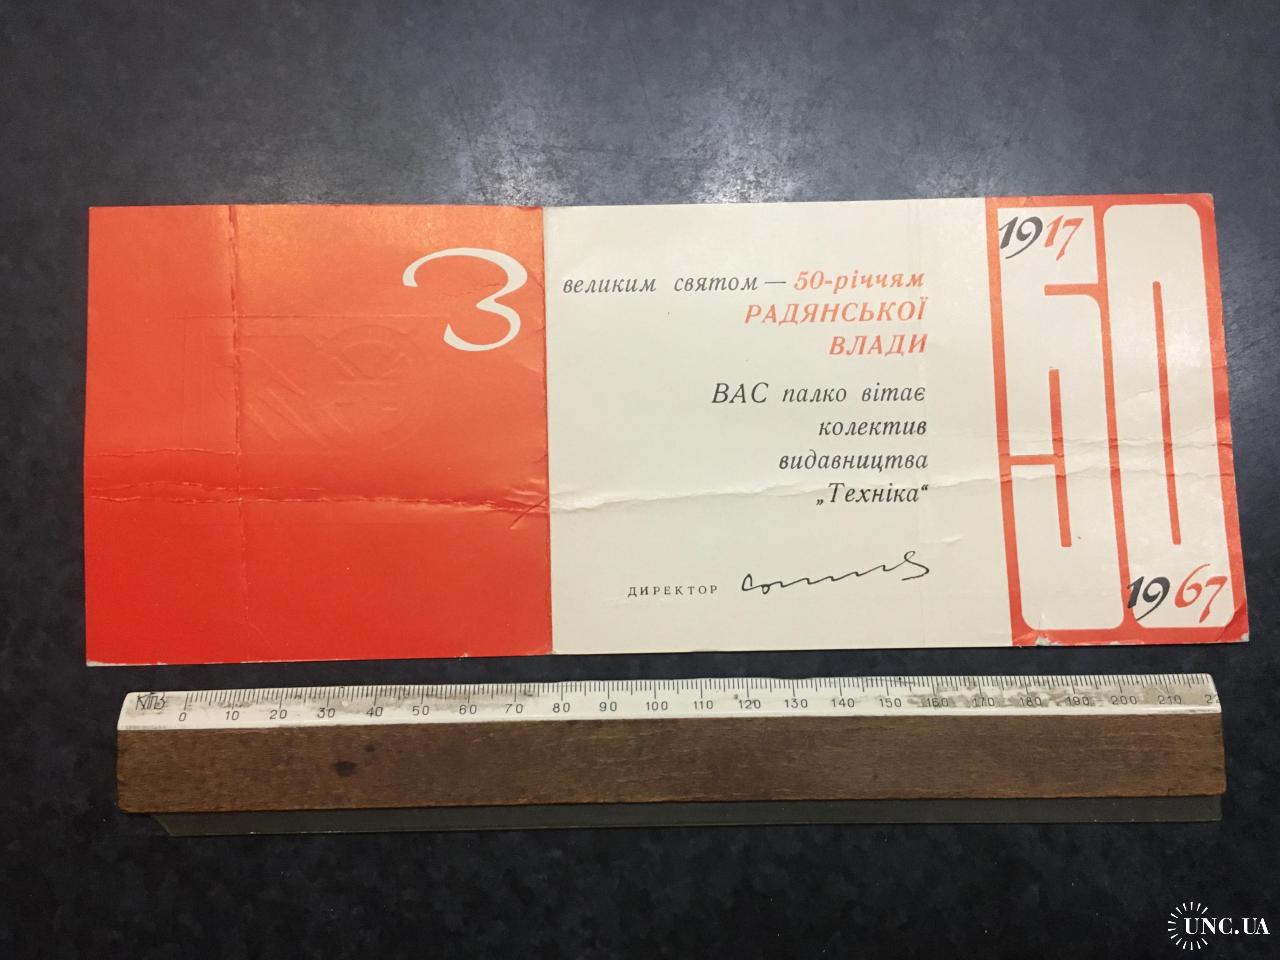 З великим святом — 50-річчям
РАДЯНСЬКОЇ
ВЛАДИ
ВАС палко вітає
колектив
видавництва
„Техніка“
ДИРЕКТОР
1917
50
1967
0 10 20 30 40 50 60 70 80 90 100 110 120 130 140 150 160 170 180 190 200 210
UNC.UA